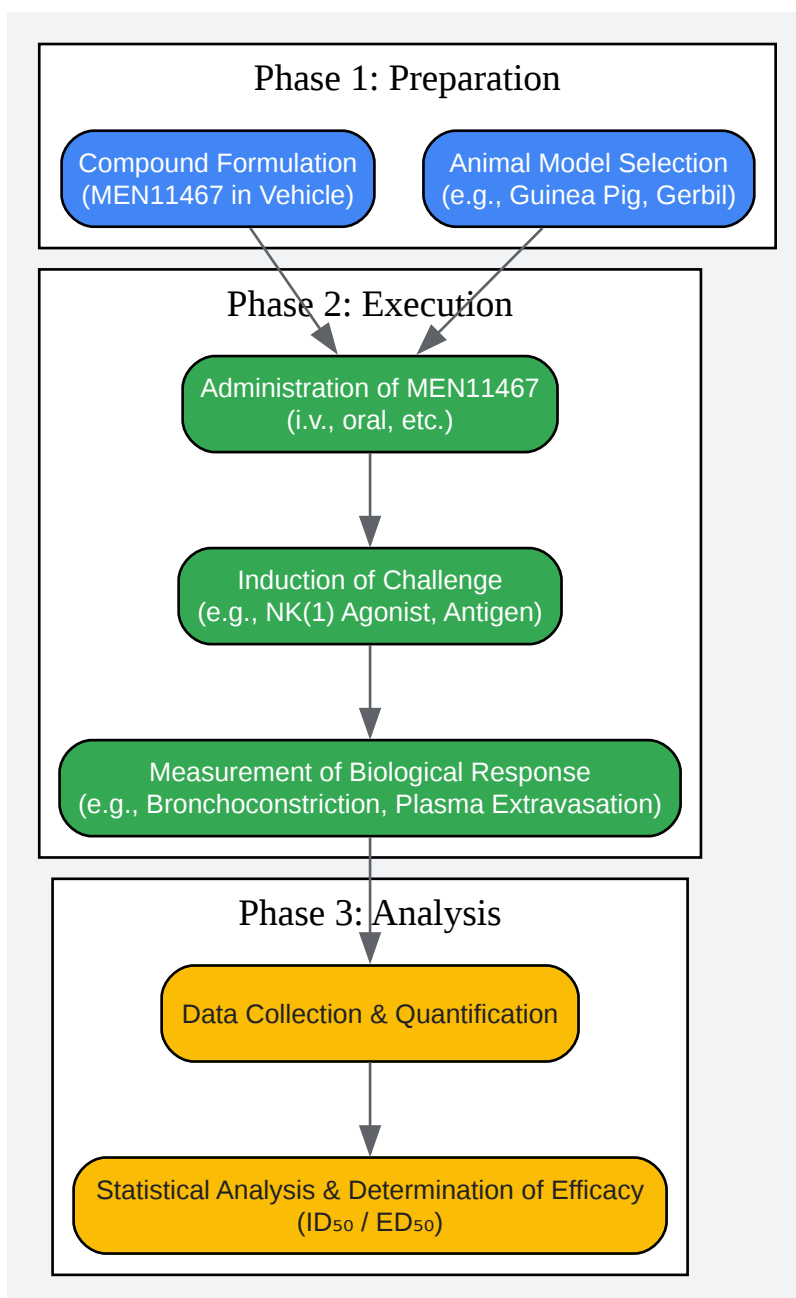 Phase 1: Preparation
Compound Formulation
(MEN11467 in Vehicle)
Animal Model Selection
(e.g., Guinea Pig, Gerbil)
Phase 2: Execution
Administration of MEN11467
(i.v., oral, etc.)
Induction of Challenge
(e.g., NK(1) Agonist, Antigen)
Measurement of Biological Response
(e.g., Bronchoconstriction, Plasma Extravasation)
Phase 3: Analysis
Data Collection & Quantification
Statistical Analysis & Determination of Efficacy
(ID₅₀ / ED₅₀)